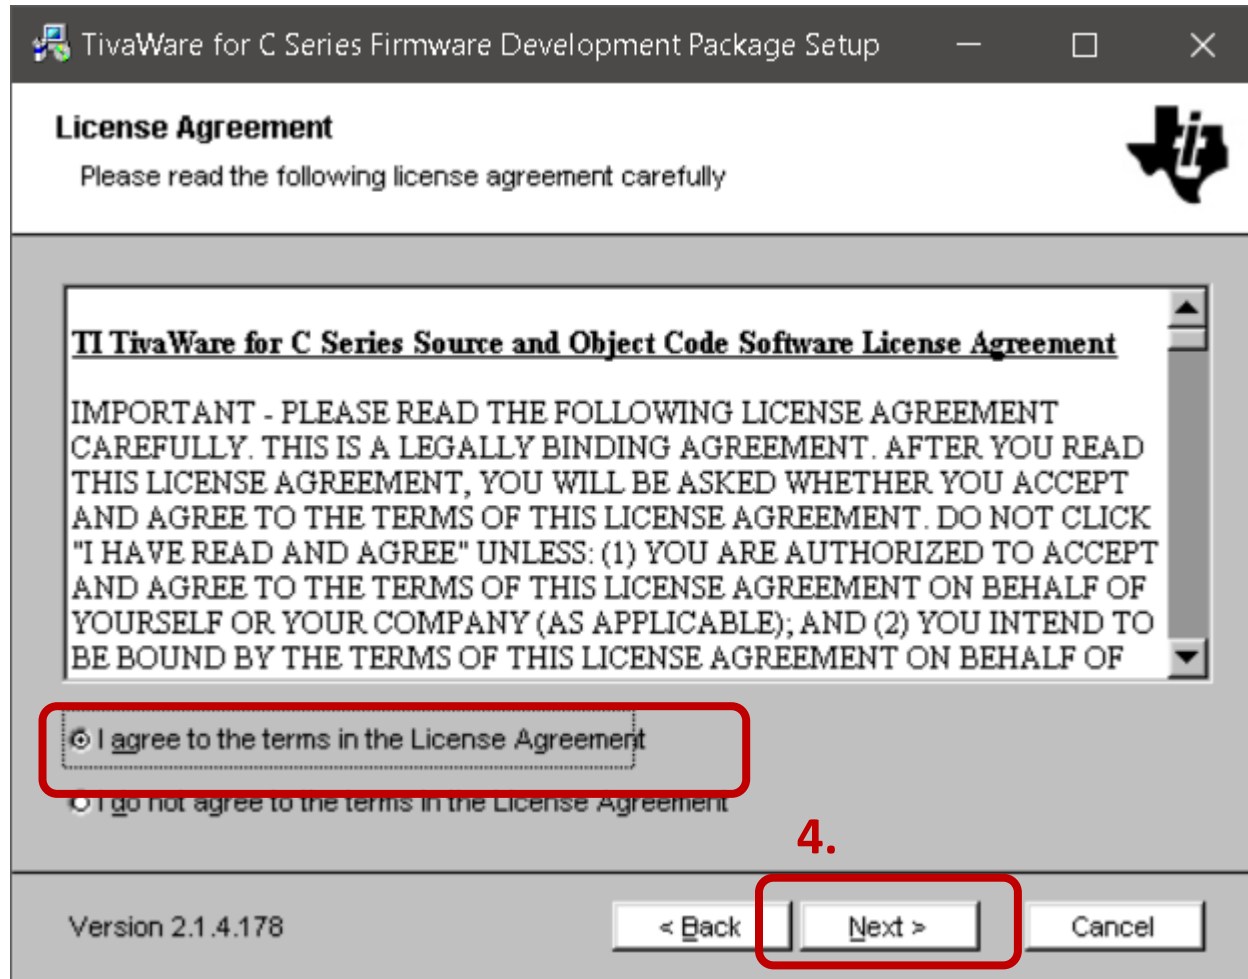 TivaWare for C Series Firmware Development Package Setup
License Agreement
Please read the following license agreement carefully
ti
TI TivaWare for C Series Source and Object Code Software License Agreement
IMPORTANT - PLEASE READ THE FOLLOWING LICENSE AGREEMENT
CAREFULLY. THIS IS A LEGALLY BINDING AGREEMENT. AFTER YOU READ
THIS LICENSE AGREEMENT, YOU WILL BE ASKED WHETHER YOU ACCEPT
AND AGREE TO THE TERMS OF THIS LICENSE AGREEMENT. DO NOT CLICK
"I HAVE READ AND AGREE" UNLESS: (1) YOU ARE AUTHORIZED TO ACCEPT
AND AGREE TO THE TERMS OF THIS LICENSE AGREEMENT ON BEHALF OF
YOURSELF OR YOUR COMPANY (AS APPLICABLE); AND (2) YOU INTEND TO
BE BOUND BY THE TERMS OF THIS LICENSE AGREEMENT ON BEHALF OF
I agree to the terms in the License Agreement
I do not agree to the terms in the License Agreement
4.
Version 2.1.4.178
< Back
Next >
Cancel